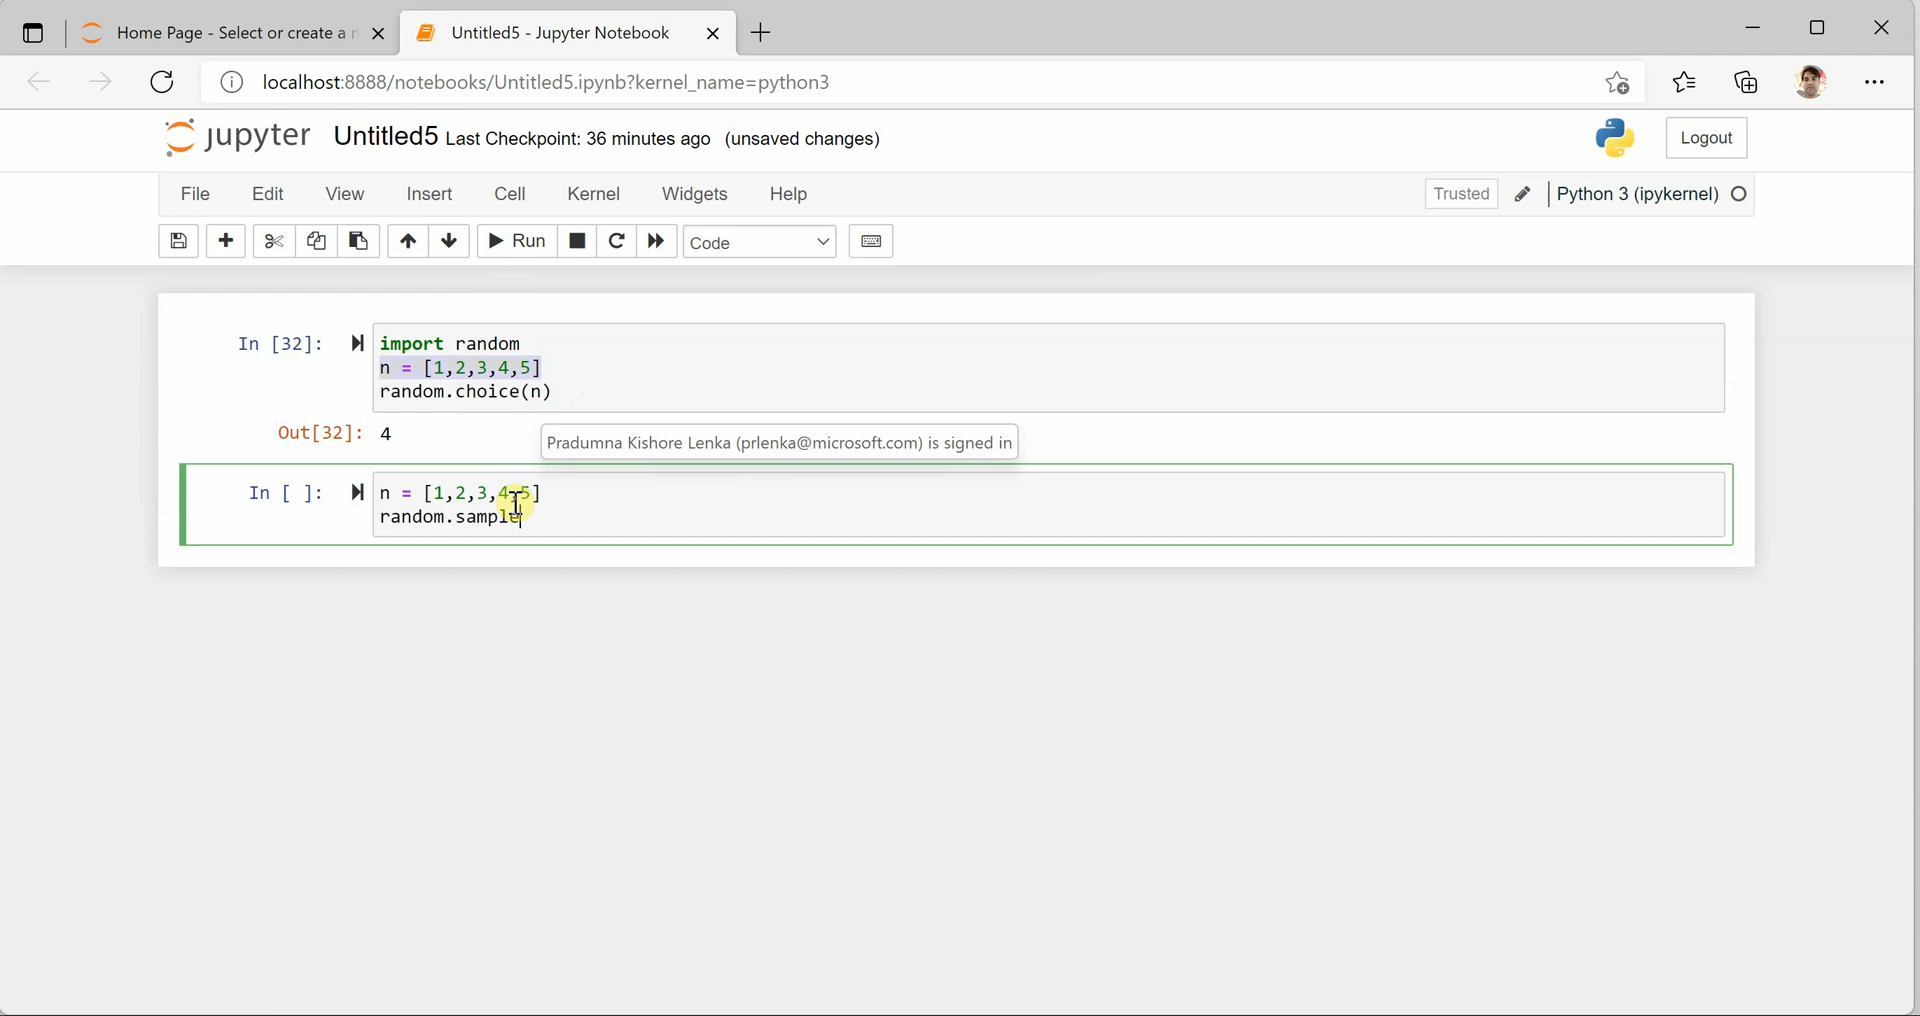 Home Page - Select or create a n
Untitled5 - Jupyter Notebook
localhost:8888/notebooks/Untitled5.ipynb?kernel_name=python3
jupyter Untitled5 Last Checkpoint: 36 minutes ago (unsaved changes)
Logout
File Edit View Insert Cell Kernel Widgets Help
Trusted Python 3 (ipykernel)
Run Code
In [32]: import random
n = [1,2,3,4,5]
random.choice(n)
Out[32]: 4
Pradumna Kishore Lenka (prlenka@microsoft.com) is signed in
In [ ]: n = [1,2,3,4,5]
random.sample